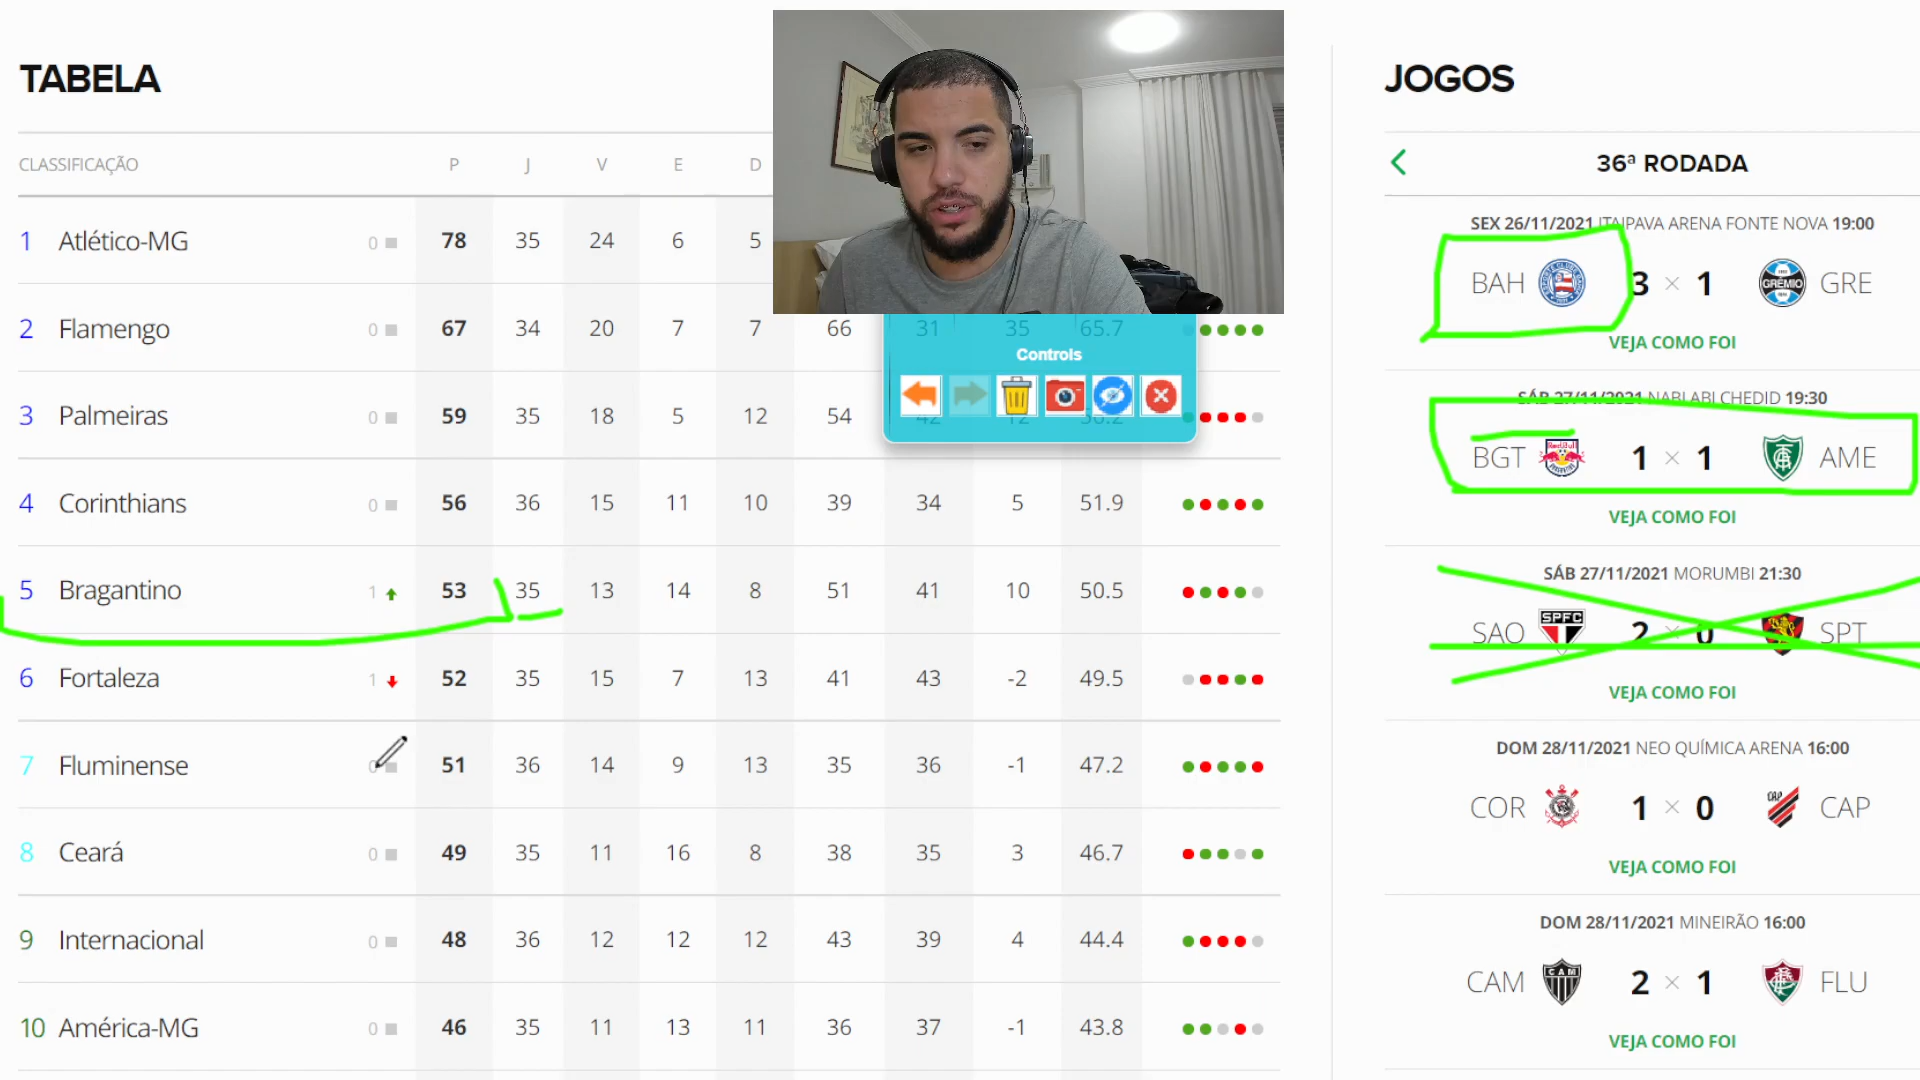 TABELA
CLASSIFICAÇÃO P J V E D
1 Atlético-MG 0 78 35 24 6 5
2 Flamengo 0 67 34 20 7 7 66 31 35 65.7
3 Palmeiras 0 59 35 18 5 12 54 42 12
4 Corinthians 0 56 36 15 11 10 39 34 5 51.9
5 Bragantino 1 53 35 13 14 8 51 41 10 50.5
6 Fortaleza 1 52 35 15 7 13 41 43 -2 49.5
7 Fluminense 0 51 36 14 9 13 35 36 -1 47.2
8 Ceará 0 49 35 11 16 8 38 35 3 46.7
9 Internacional 0 48 36 12 12 12 43 39 4 44.4
10 América-MG 0 46 35 11 13 11 36 37 -1 43.8
Controls
JOGOS
36ª RODADA
SEX 26/11/2021 ITAIPAVA ARENA FONTE NOVA 19:00
BAH 3 × 1 GRÊMIO GRE
VEJA COMO FOI
SÁB 27/11/2021 NABI ABI CHEDID 19:30
BGT RedBull 1 × 1 AME
VEJA COMO FOI
SÁB 27/11/2021 MORUMBI 21:30
SAO SPFC 2 × 0 SPT
VEJA COMO FOI
DOM 28/11/2021 NEO QUÍMICA ARENA 16:00
COR 1 × 0 CAP CAP
VEJA COMO FOI
DOM 28/11/2021 MINEIRÃO 16:00
CAM CAM 2 × 1 FLU
VEJA COMO FOI